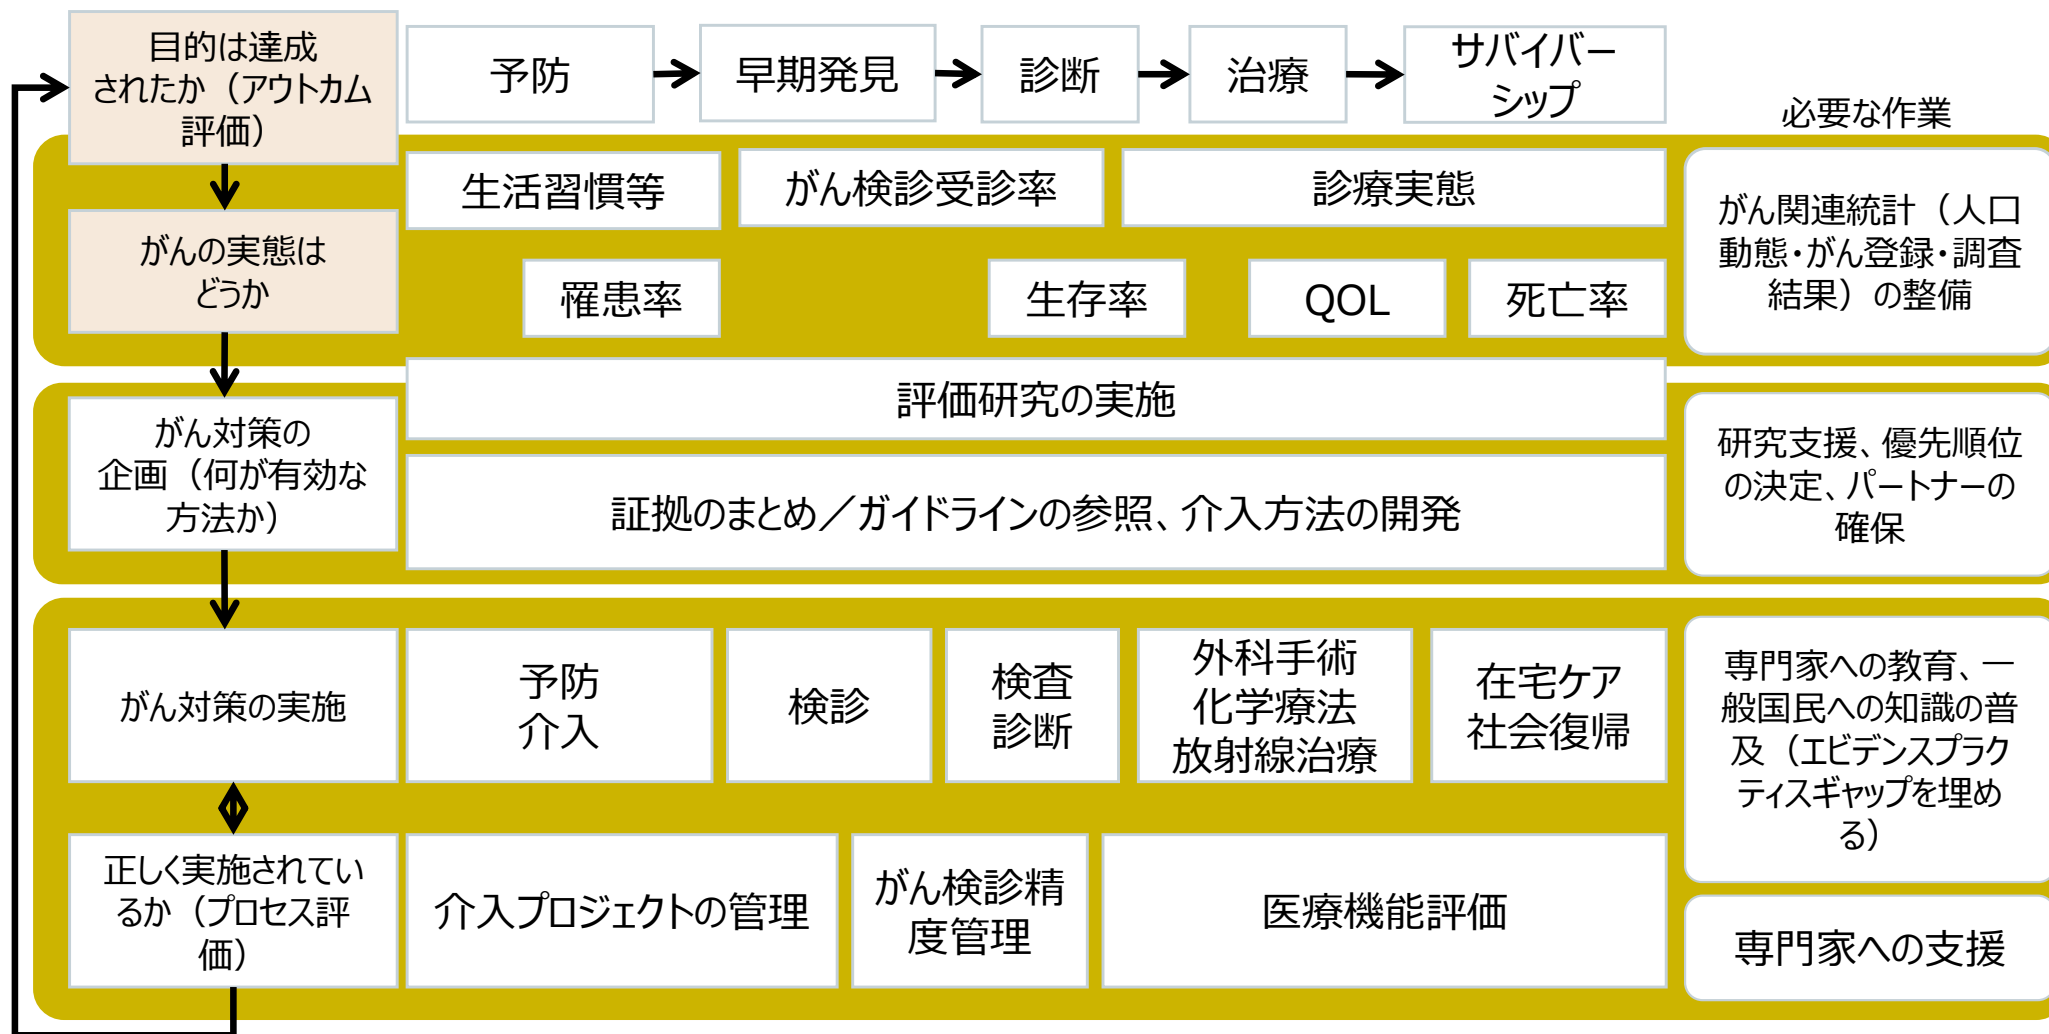 目的は達成
されたか（アウトカム
評価）
予防
早期発見
診断
治療
サバイバー
シップ
必要な作業
がんの実態は
どうか
生活習慣等
がん検診受診率
診療実態
罹患率
生存率
QOL
死亡率
がん関連統計（人口
動態・がん登録・調査
結果）の整備
がん対策の
企画（何が有効な
方法か）
評価研究の実施
証拠のまとめ／ガイドラインの参照、介入方法の開発
研究支援、優先順位
の決定、パートナーの
確保
がん対策の実施
予防
介入
検診
検査
診断
外科手術
化学療法
放射線治療
在宅ケア
社会復帰
専門家への教育、一
般国民への知識の普
及（エビデンスプラク
ティスギャップを埋め
る）
正しく実施されてい
るか（プロセス評
価）
介入プロジェクトの管理
がん検診精
度管理
医療機能評価
専門家への支援